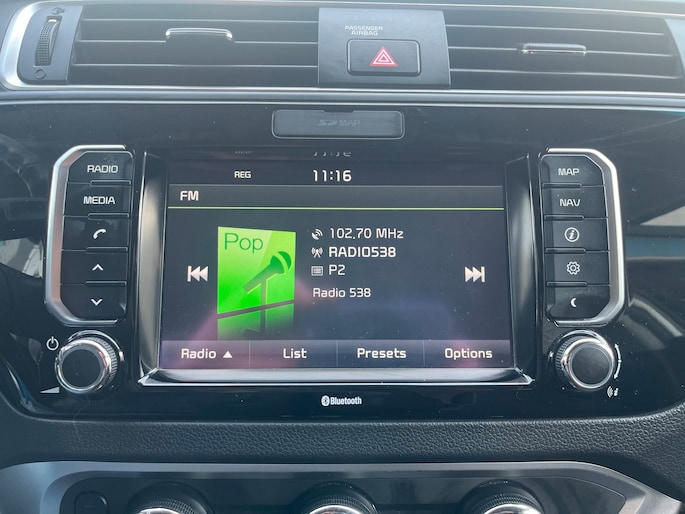 PASSENGER
AIRBAG
SD MAP
RADIO
MEDIA
MAP
NAV
REG 11:16
FM
Pop
102,70 MHz
RADIO538
P2
Radio 538
Radio ▲ List Presets Options
Bluetooth